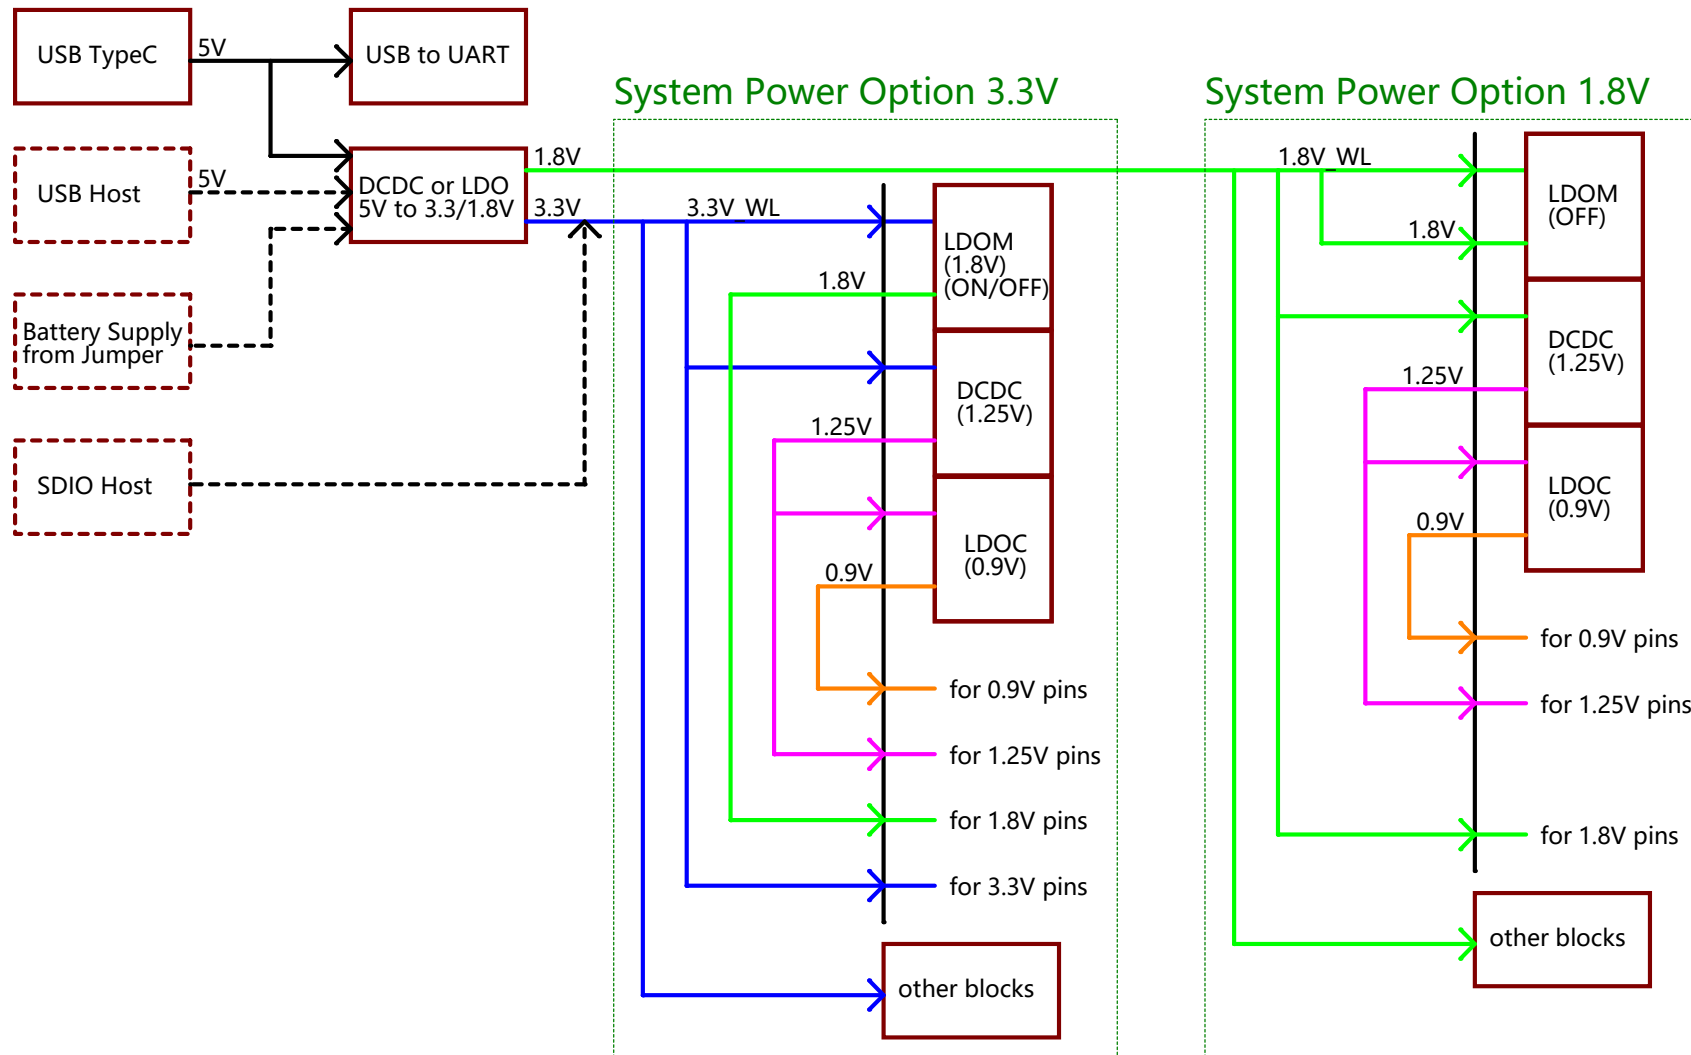 USB TypeC
5V
USB to UART
USB Host
5V
DCDC or LDO
5V to 3.3/1.8V
1.8V
3.3V
Battery Supply
from Jumper
SDIO Host
System Power Option 3.3V
3.3V_WL
LDOM
(1.8V)
(ON/OFF)
1.8V
DCDC
(1.25V)
1.25V
LDOC
(0.9V)
0.9V
for 0.9V pins
for 1.25V pins
for 1.8V pins
for 3.3V pins
other blocks
System Power Option 1.8V
1.8V_WL
LDOM
(OFF)
1.8V
DCDC
(1.25V)
1.25V
LDOC
(0.9V)
0.9V
for 0.9V pins
for 1.25V pins
for 1.8V pins
other blocks